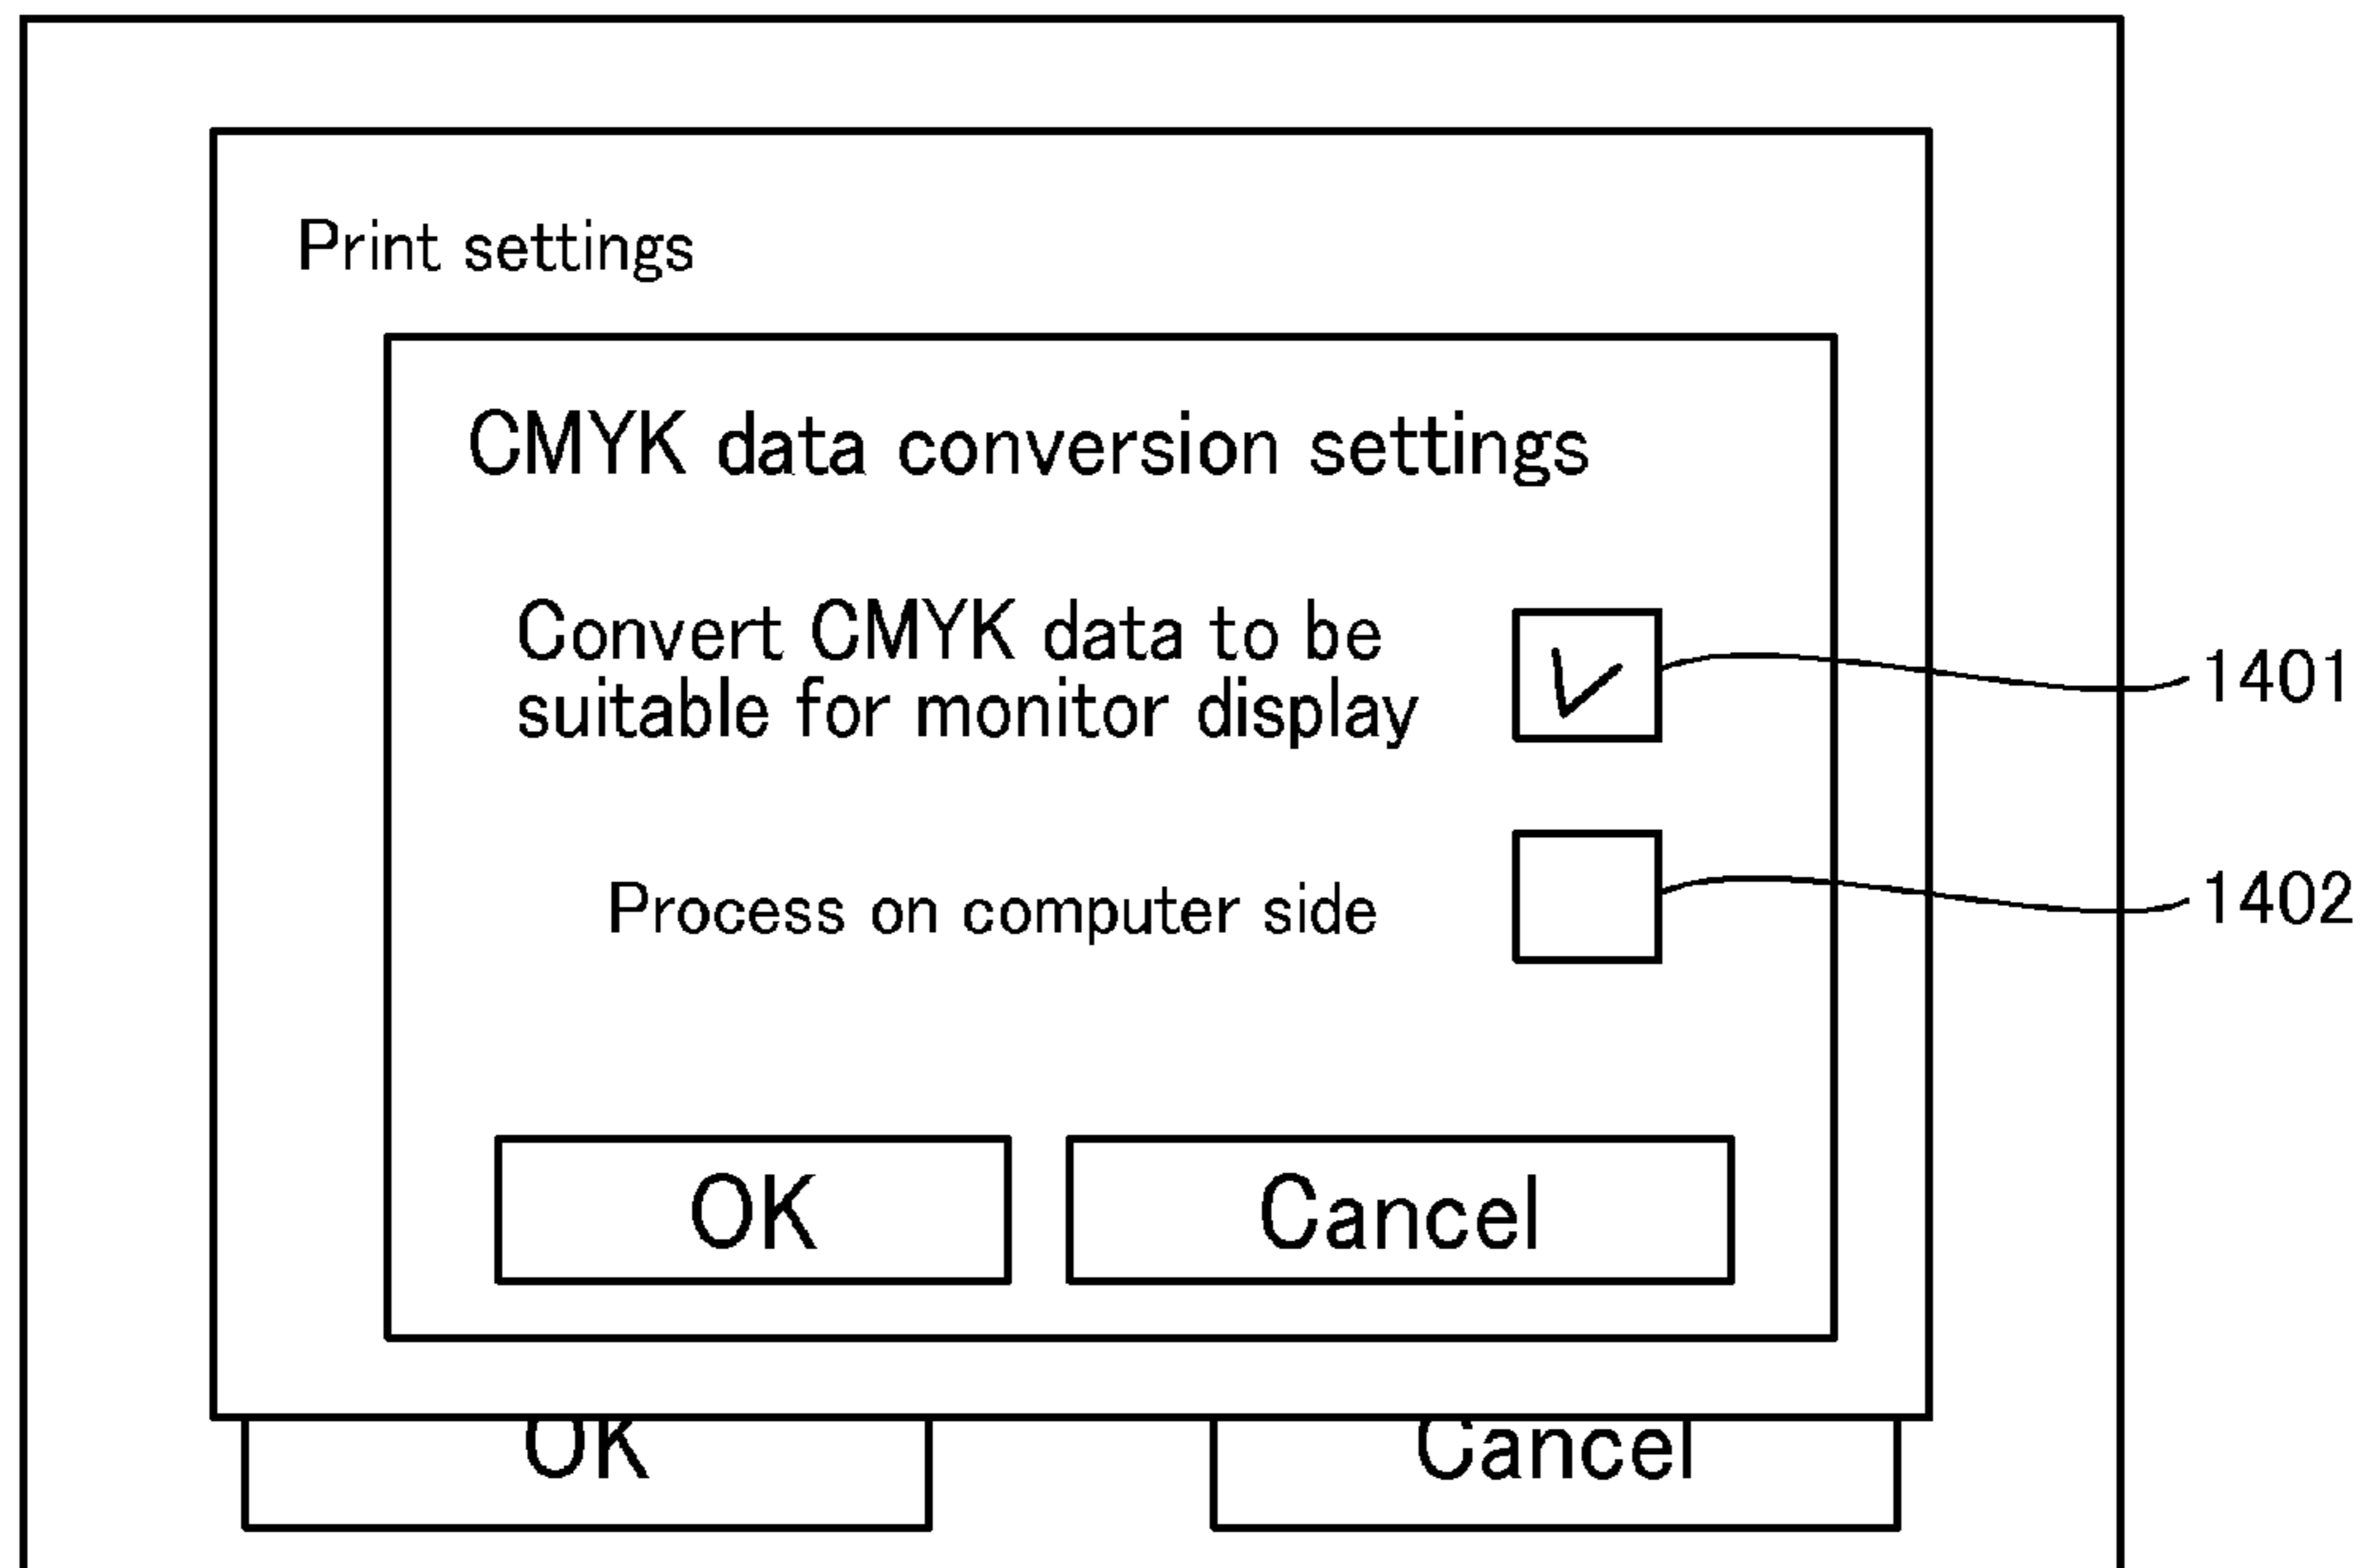 Print settings
CMYK data conversion settings
Convert CMYK data to be
suitable for monitor display
1401
Process on computer side
1402
OK Cancel
OK Cancel